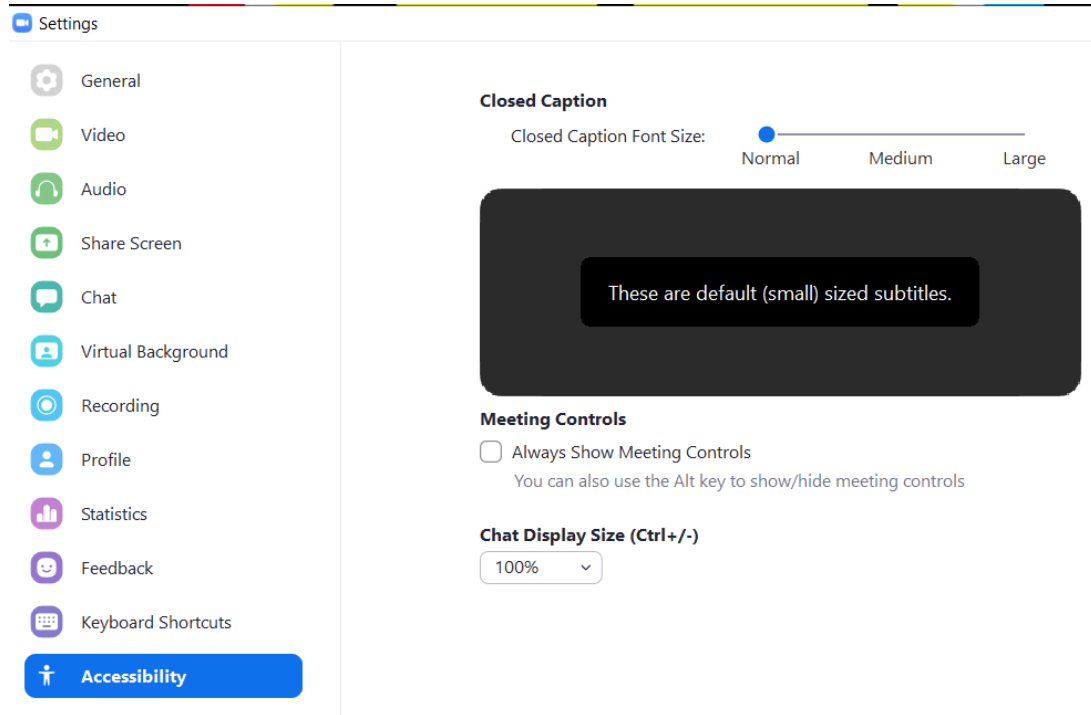 Settings
General
Video
Audio
Share Screen
Chat
Virtual Background
Recording
Profile
Statistics
Feedback
Keyboard Shortcuts
Accessibility
Closed Caption
Closed Caption Font Size:
Normal Medium Large
These are default (small) sized subtitles.
Meeting Controls
Always Show Meeting Controls
You can also use the Alt key to show/hide meeting controls
Chat Display Size (Ctrl+/-)
100%